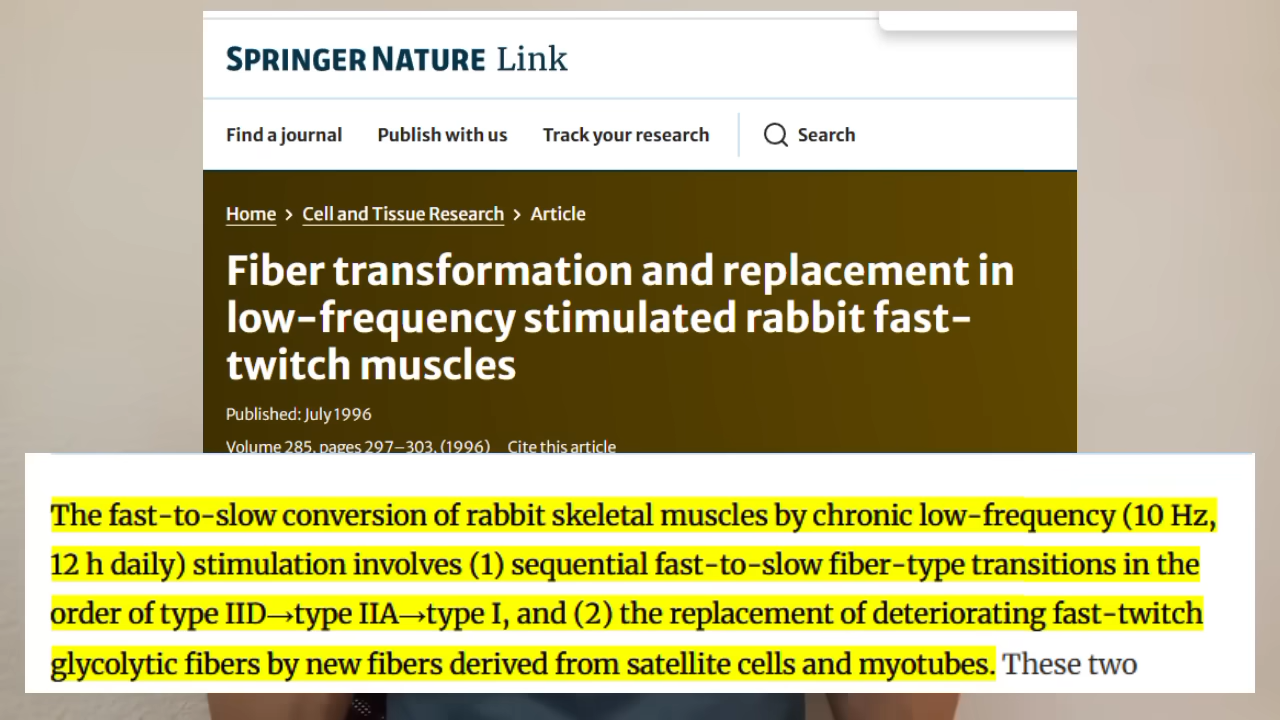 SPRINGER NATURE Link
Find a journal Publish with us Track your research Search
Home > Cell and Tissue Research > Article
Fiber transformation and replacement in
low-frequency stimulated rabbit fast-
twitch muscles
Published: July 1996
Volume 285, pages 297–303, (1996) Cite this article
The fast-to-slow conversion of rabbit skeletal muscles by chronic low-frequency (10 Hz,
12 h daily) stimulation involves (1) sequential fast-to-slow fiber-type transitions in the
order of type IID→type IIA→type I, and (2) the replacement of deteriorating fast-twitch
glycolytic fibers by new fibers derived from satellite cells and myotubes. These two